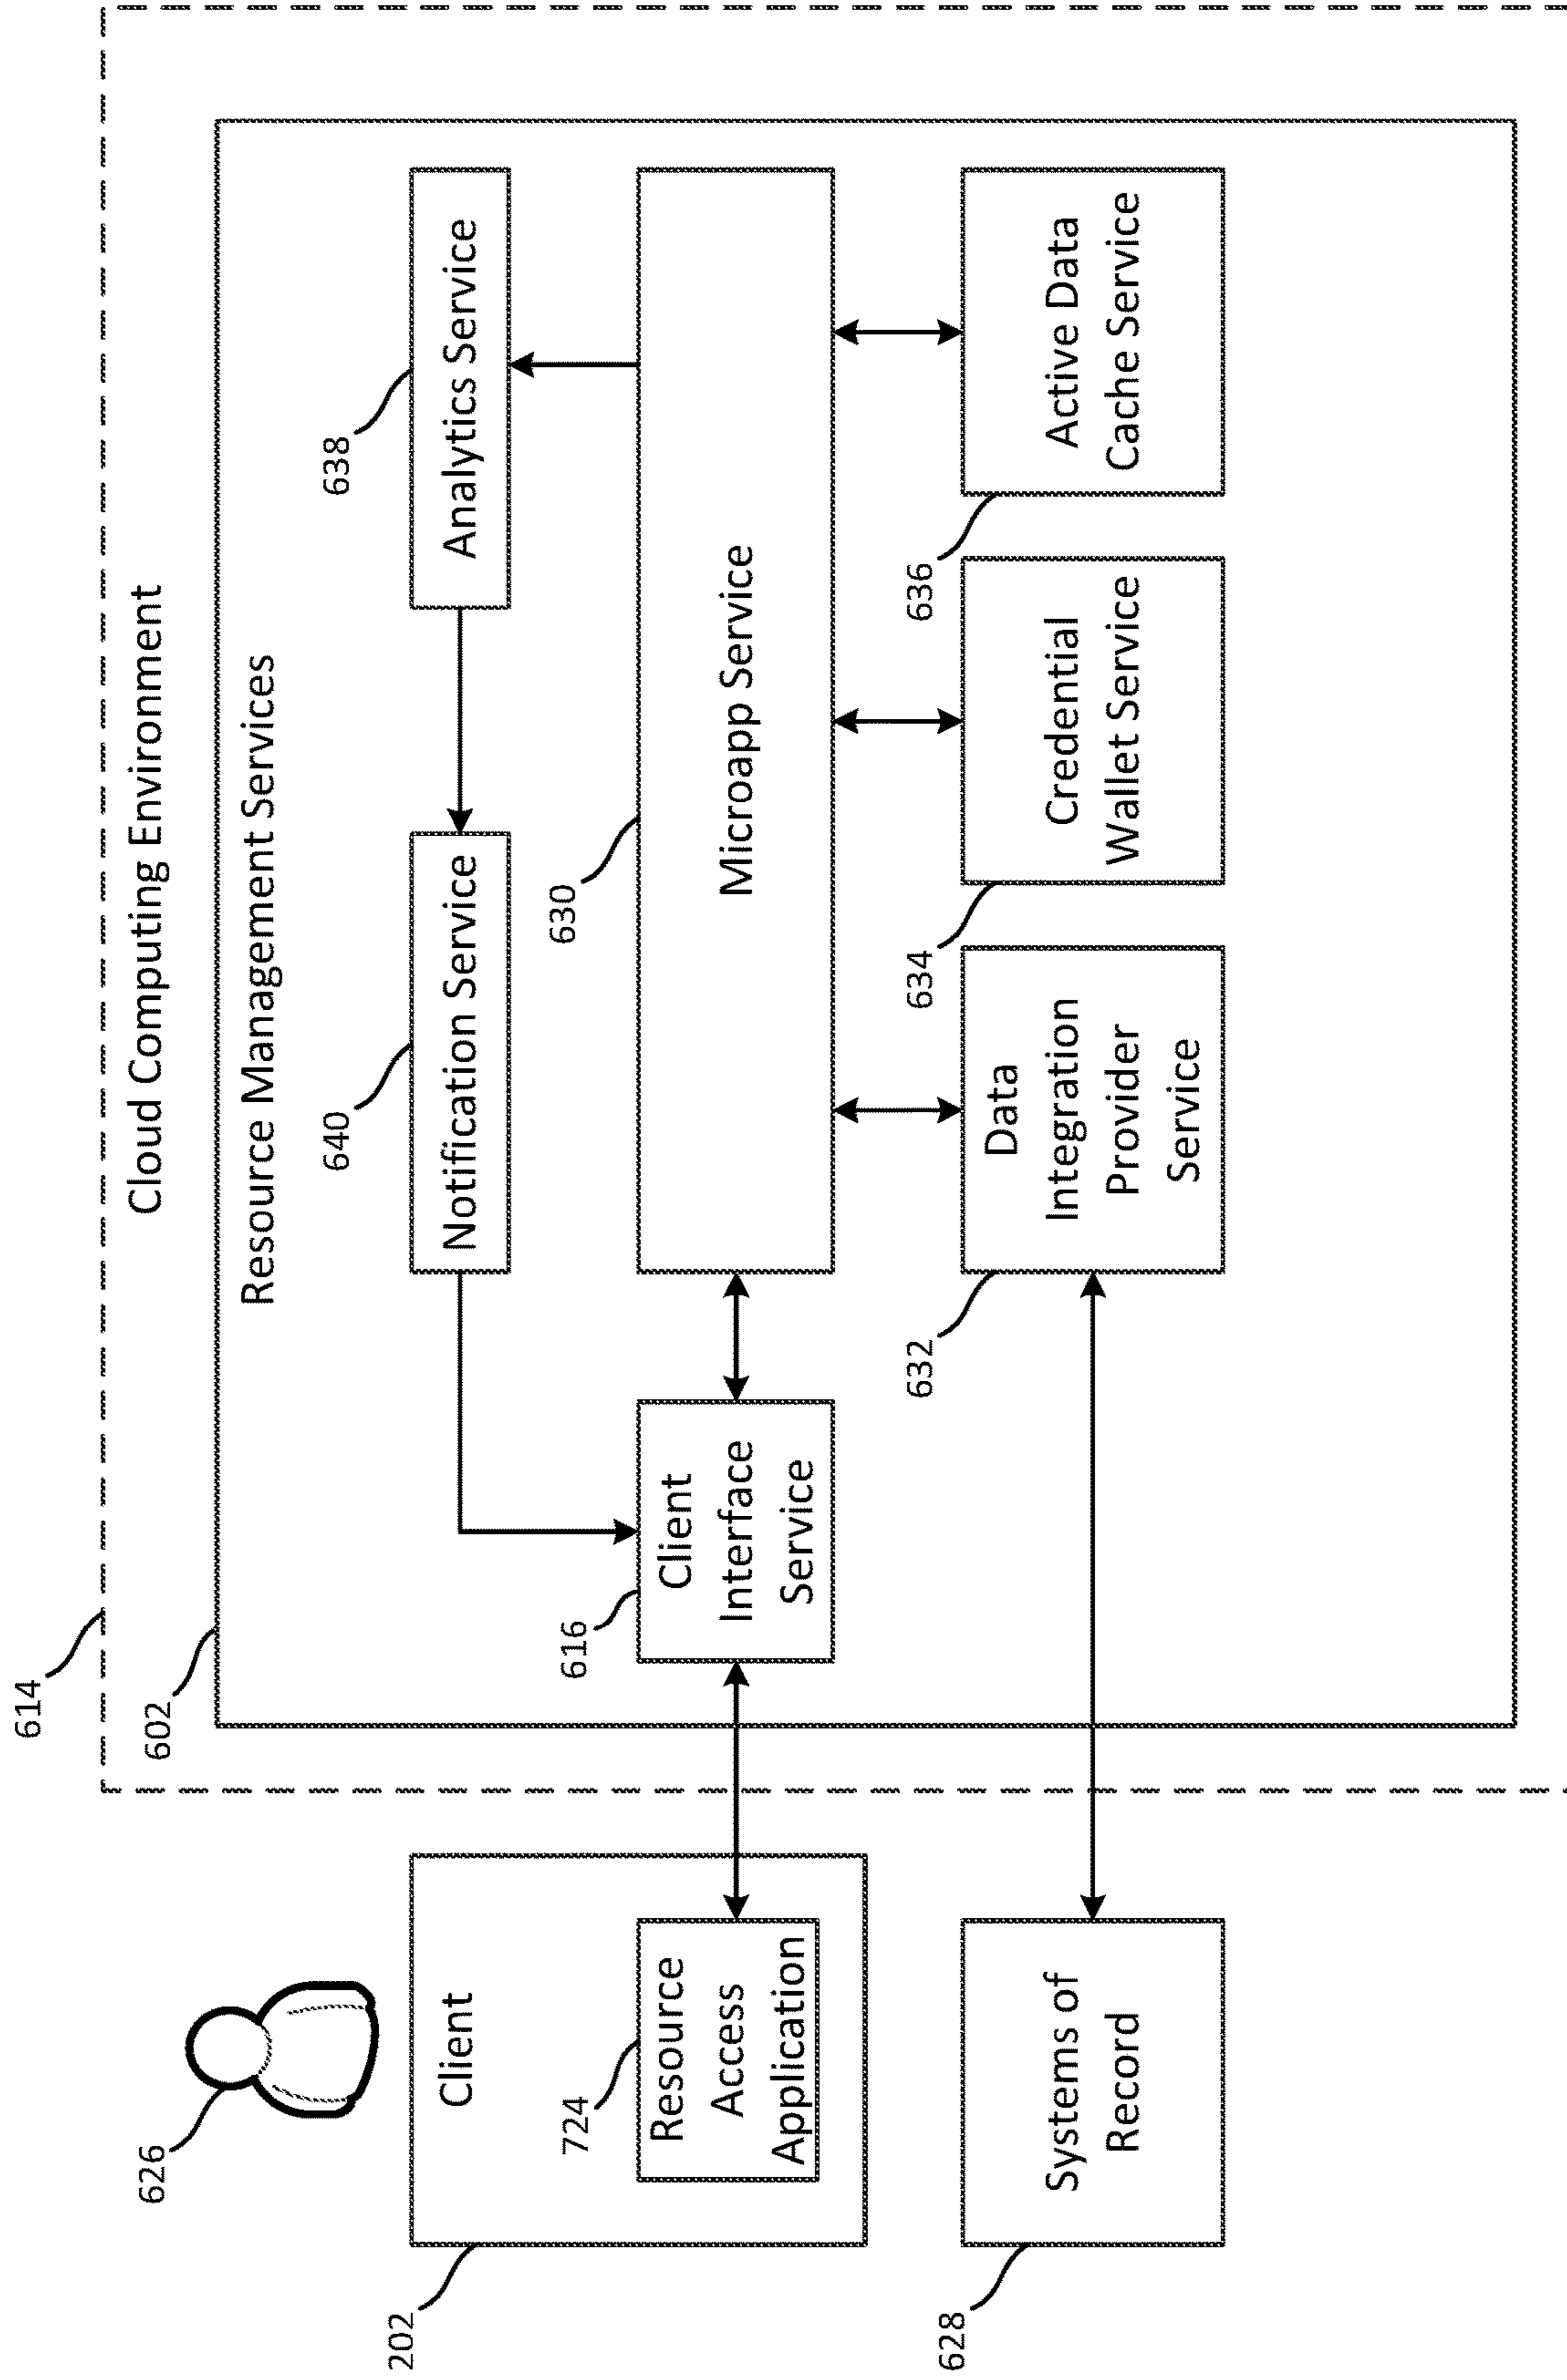 614
Cloud Computing Environment
602
Resource Management Services
626
202
Client
640
Notification Service
638
Analytics Service
724
Resource
Access
Application
616
Client
Interface
Service
630
Microapp Service
628
Systems of
Record
632
Data
Integration
Provider
Service
634
Credential
Wallet Service
636
Active Data
Cache Service